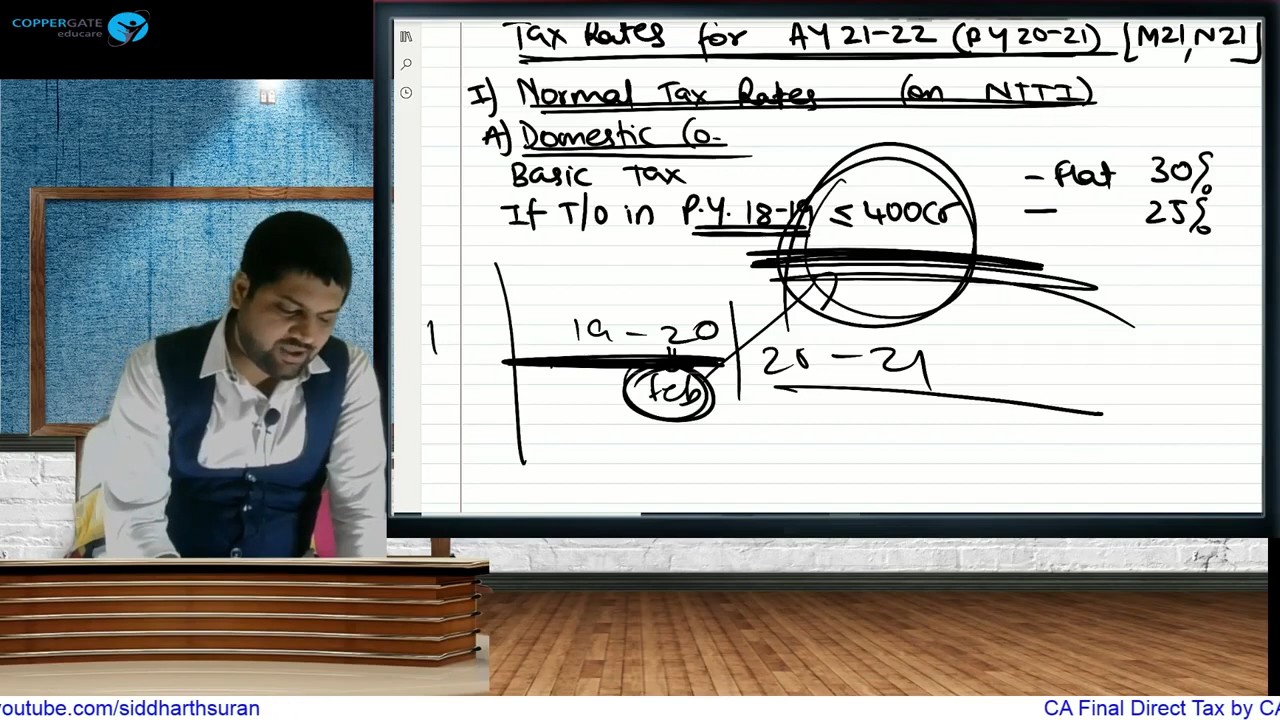 COPPERGATE
educare
Tax Rates for AY 21-22 (PY 20-21) [M21, N21]
I) Normal Tax Rates (on NTTI)
A) Domestic Co-
Basic Tax - Flat 30%
If T/O in P.Y. 18-19 ≤ 400Cr — 25%
19 - 20
20 - 21
Feb
youtube.com/siddharthsuran
CA Final Direct Tax by CA